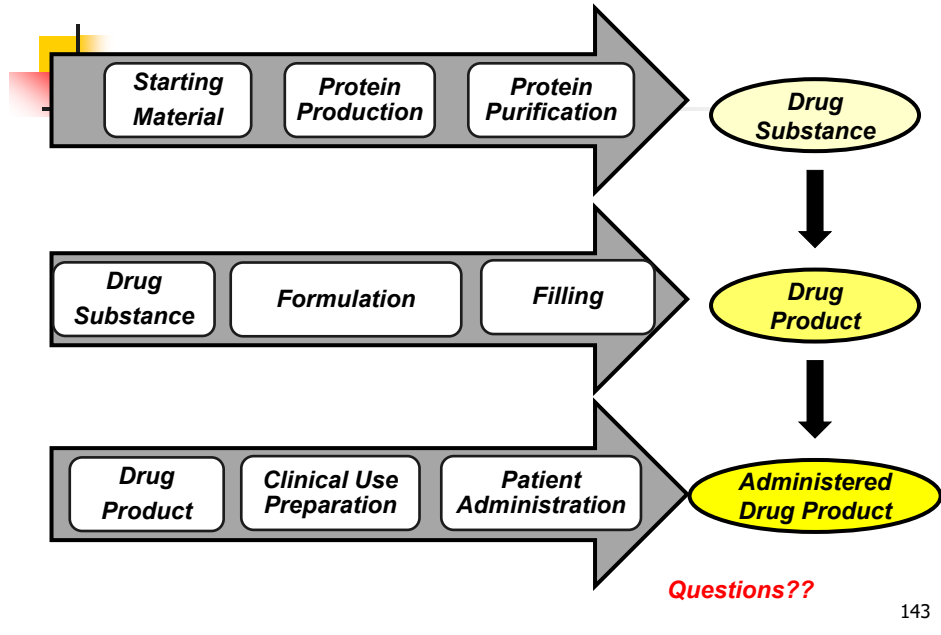 Starting
Material
Protein
Production
Protein
Purification
Drug
Substance
Drug
Substance
Formulation
Filling
Drug
Product
Drug
Product
Clinical Use
Preparation
Patient
Administration
Administered
Drug Product
Questions??
143